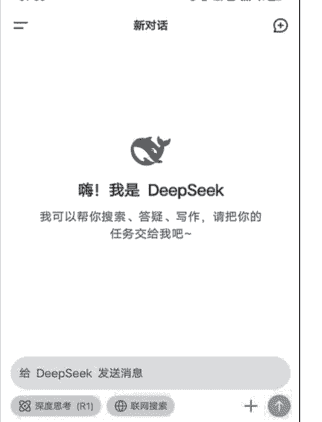 新对话
嗨！我是 DeepSeek
我可以帮你搜索、答疑、写作，请把你的
任务交给我吧~
给 DeepSeek 发送消息
深度思考 (R1) 联网搜索